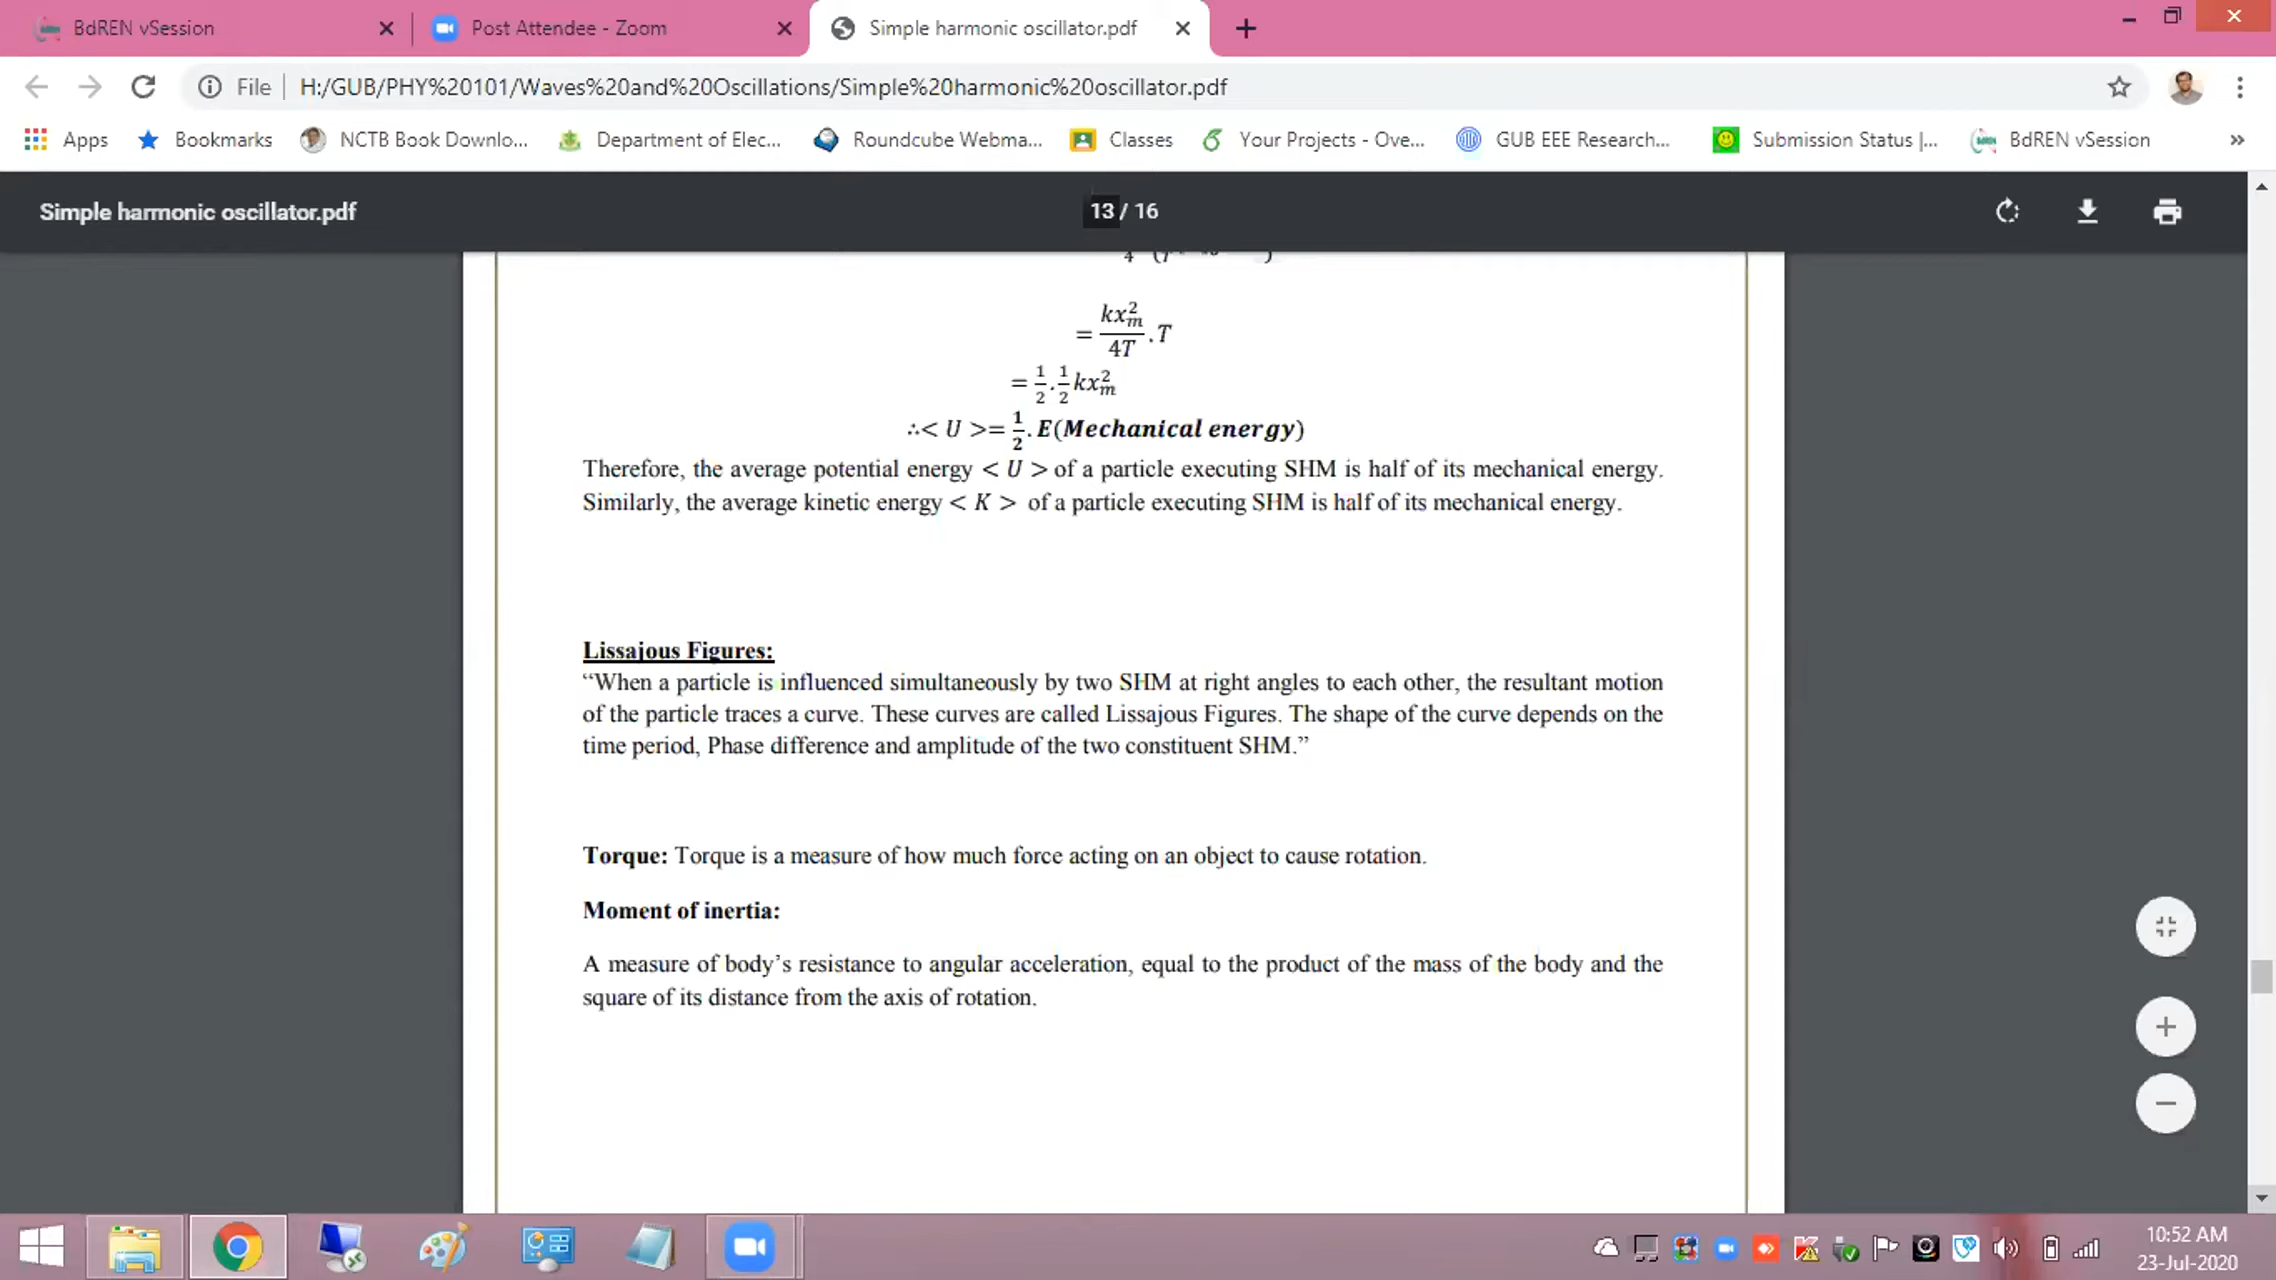 BdREN vSession
Post Attendee - Zoom
Simple harmonic oscillator.pdf
File
H:/GUB/PHY%20101/Waves%20and%20Oscillations/Simple%20harmonic%20oscillator.pdf
Apps
Bookmarks
NCTB Book Downlo...
Department of Elec...
Roundcube Webma...
Classes
Your Projects - Ove...
GUB EEE Research...
Submission Status |...
BdREN vSession
»
Simple harmonic oscillator.pdf
13 / 16
= kx²ₘ/4T . T
= 1/2 . 1/2 kx²ₘ
∴< U >= 1/2 . E(Mechanical energy)
Therefore, the average potential energy < U > of a particle executing SHM is half of its mechanical energy.
Similarly, the average kinetic energy < K > of a particle executing SHM is half of its mechanical energy.
Lissajous Figures:
“When a particle is influenced simultaneously by two SHM at right angles to each other, the resultant motion
of the particle traces a curve. These curves are called Lissajous Figures. The shape of the curve depends on the
time period, Phase difference and amplitude of the two constituent SHM.”
Torque: Torque is a measure of how much force acting on an object to cause rotation.
Moment of inertia:
A measure of body’s resistance to angular acceleration, equal to the product of the mass of the body and the
square of its distance from the axis of rotation.
10:52 AM
23-Jul-2020